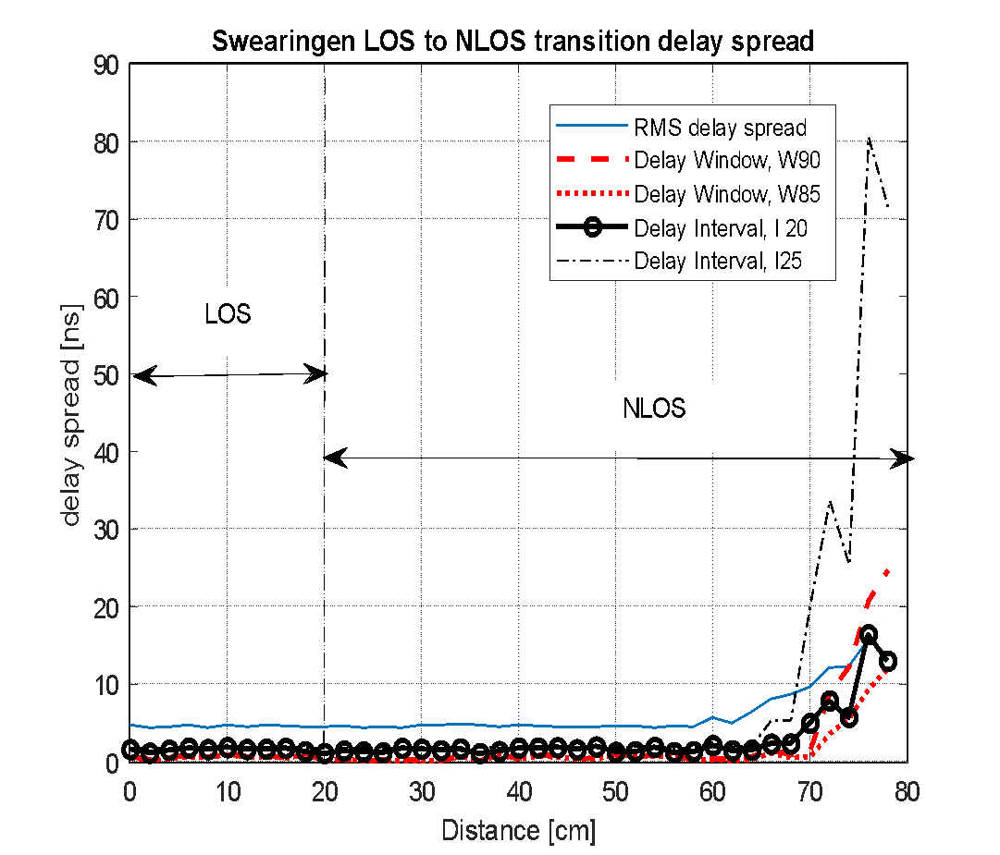 Swearingen LOS to NLOS transition delay spread
90
80
70
60
50
40
30
20
10
0
delay spread [ns]
RMS delay spread
Delay Window, W90
Delay Window, W85
Delay Interval, I 20
Delay Interval, I25
LOS
NLOS
0 10 20 30 40 50 60 70 80
Distance [cm]